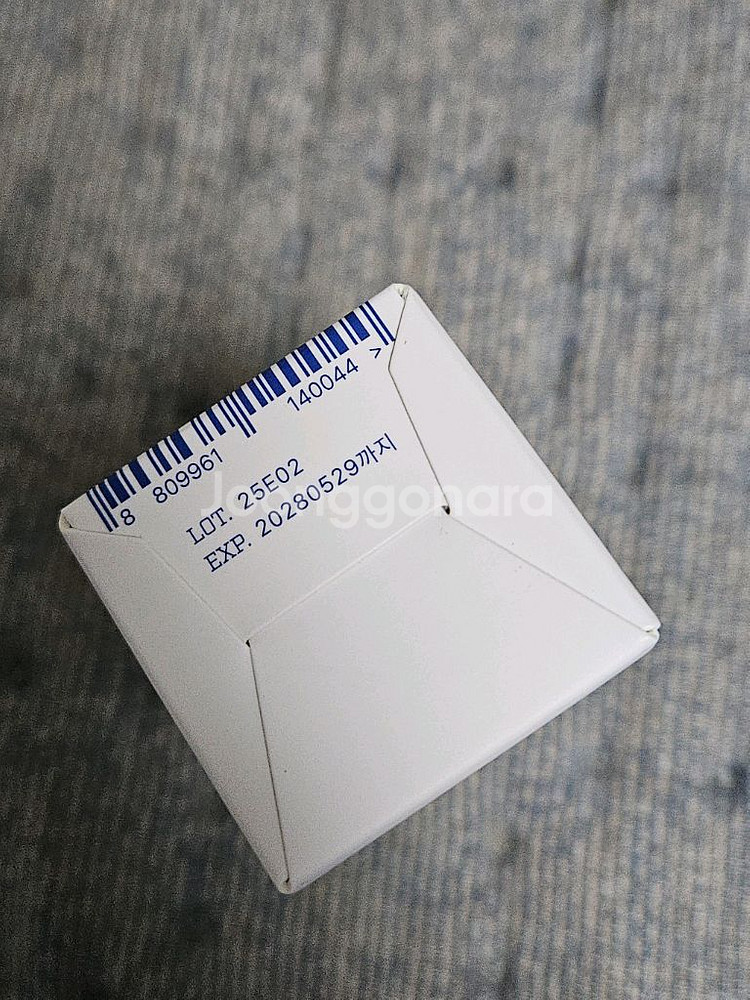 8 809961 140044 >
LOT. 25E02
EXP. 20280529까지
Joonggonara